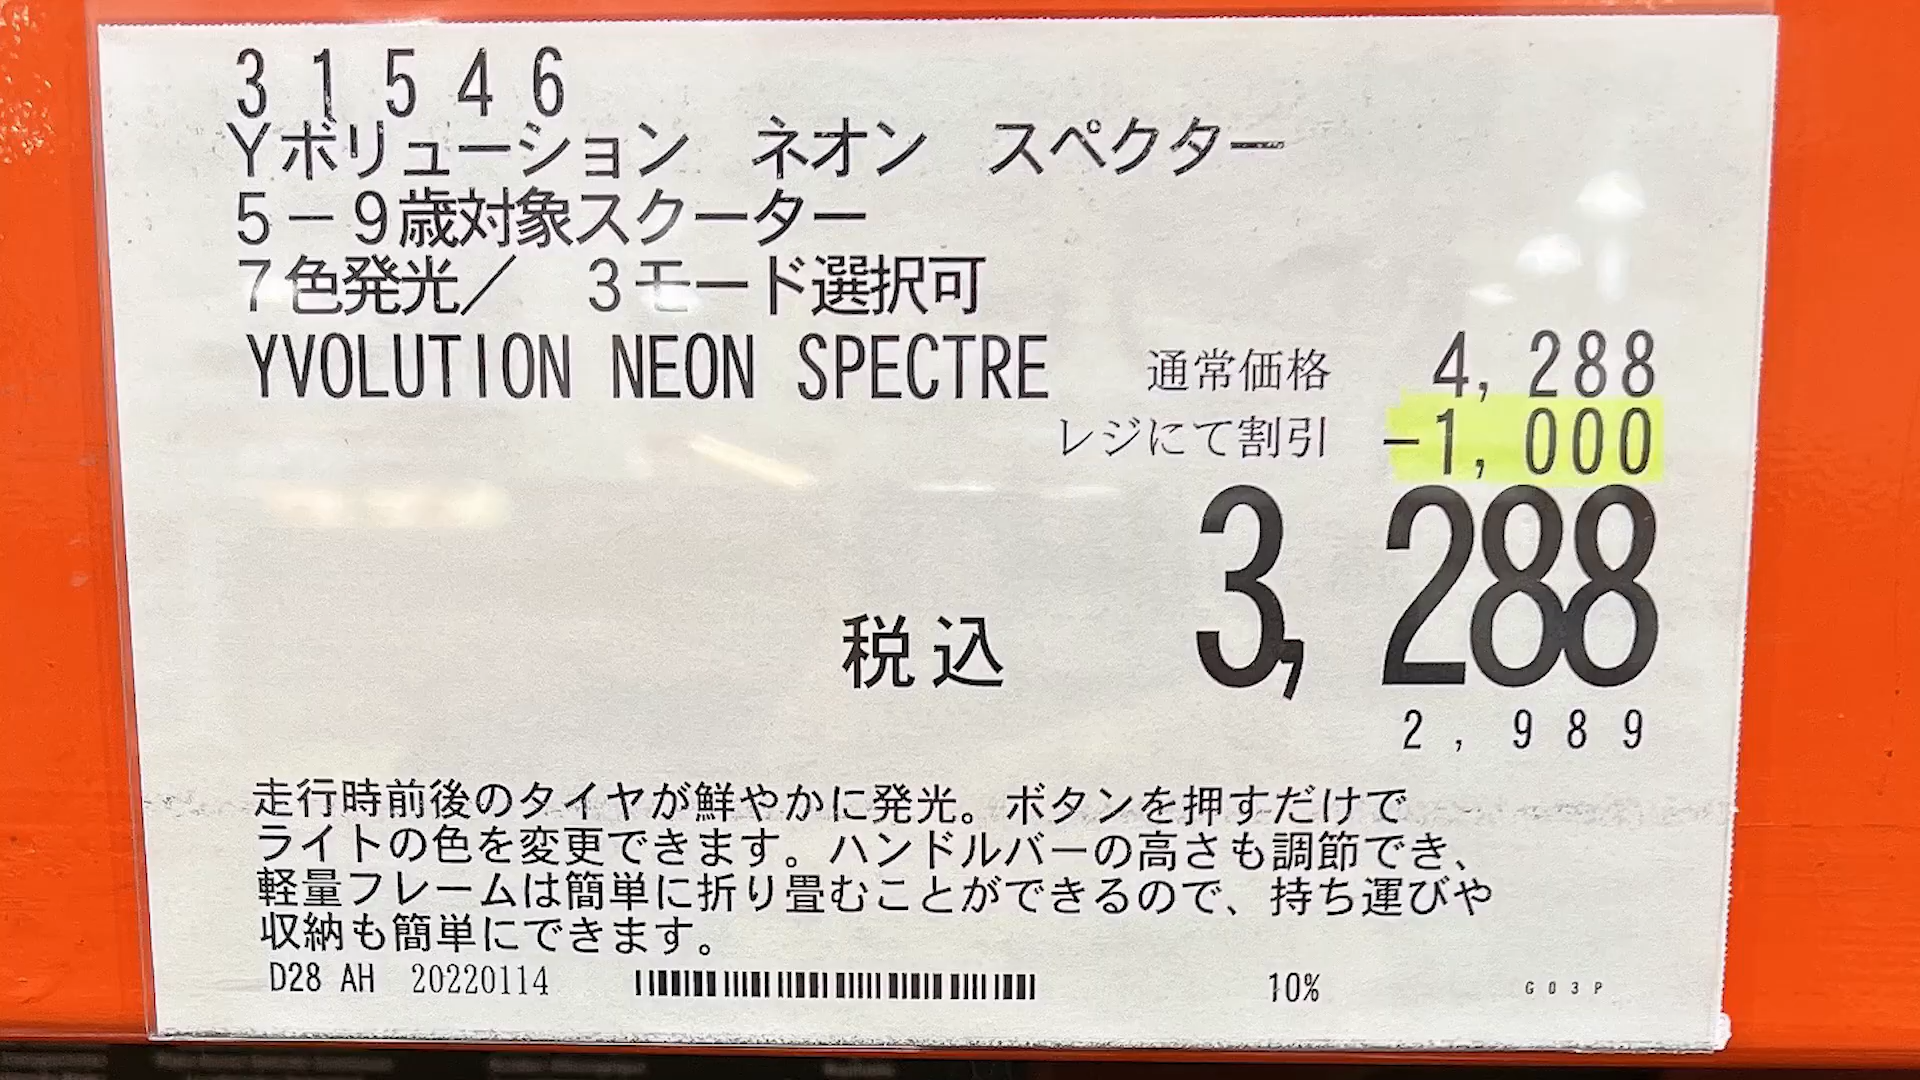 31546
Yボリューション　ネオン　スペクター
5－9歳対象スクーター
7色発光／　3モード選択可
YVOLUTION NEON SPECTRE
通常価格 4,288
レジにて割引 -1,000
税込 3,288
2,989
走行時前後のタイヤが鮮やかに発光。ボタンを押すだけで
ライトの色を変更できます。ハンドルバーの高さも調節でき、
軽量フレームは簡単に折り畳むことができるので、持ち運びや
収納も簡単にできます。
D28 AH 20220114 10% G03P